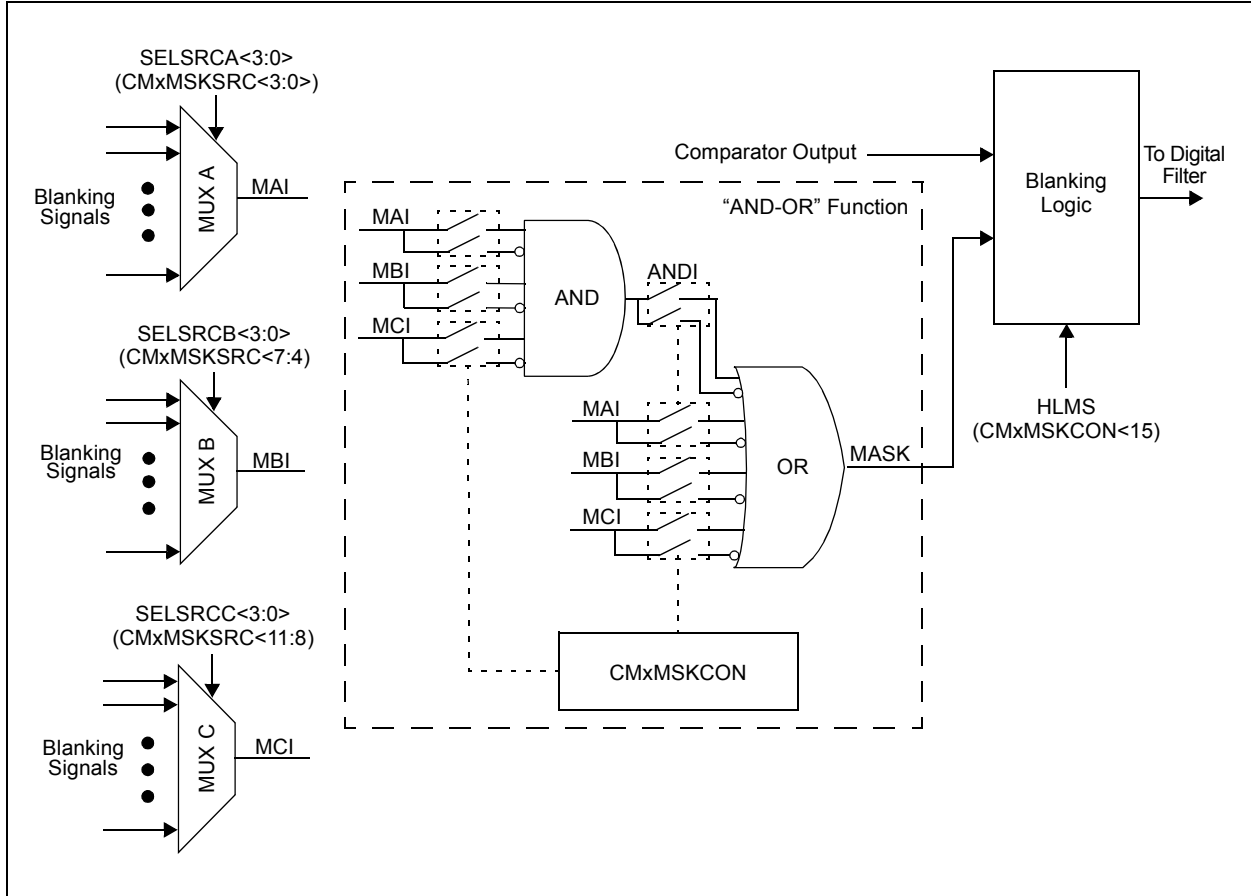 SELSRCA<3:0>
(CMxMSKSRC<3:0>)
MUX A
MAI
Blanking
Signals
SELSRCB<3:0>
(CMxMSKSRC<7:4)
MUX B
MBI
Blanking
Signals
SELSRCC<3:0>
(CMxMSKSRC<11:8)
MUX C
MCI
Blanking
Signals
“AND-OR” Function
MAI
MBI
MCI
AND
ANDI
MAI
MBI
MCI
OR
MASK
CMxMSKCON
Comparator Output
Blanking
Logic
To Digital
Filter
HLMS
(CMxMSKCON<15)